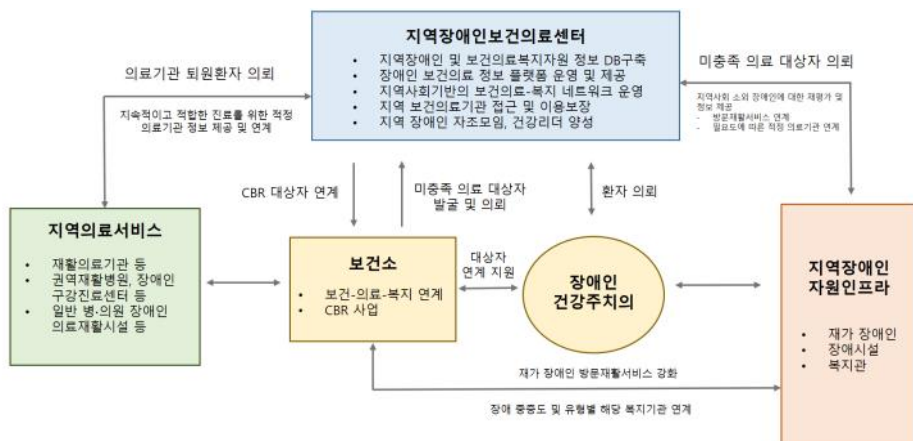 지역장애인보건의료센터
• 지역장애인 및 보건의료복지자원 정보 DB구축
• 장애인 보건의료 정보 플랫폼 운영 및 제공
• 지역사회기반의 보건의료-복지 네트워크 운영
• 지역 보건의료기관 접근 및 이용보장
• 지역 장애인 자조모임, 건강리더 양성
의료기관 퇴원환자 의뢰
지속적이고 적합한 진료를 위한 적정
의료기관 정보 제공 및 연계
미충족 의료 대상자 의뢰
지역사회 소외 장애인에 대한 재평가 및
정보 제공
- 방문재활서비스 연계
- 필요도에 따른 적정 의료기관 연계
CBR 대상자 연계
미충족 의료 대상자
발굴 및 의뢰
환자 의뢰
지역의료서비스
• 재활의료기관 등
• 권역재활병원, 장애인
구강진료센터 등
• 일반 병·의원 장애인
의료재활시설 등
보건소
• 보건-의료-복지 연계
• CBR 사업
대상자
연계 지원
장애인
건강주치의
지역장애인
자원인프라
• 재가 장애인
• 장애시설
• 복지관
재가 장애인 방문재활서비스 강화
장애 중증도 및 유형별 해당 복지기관 연계